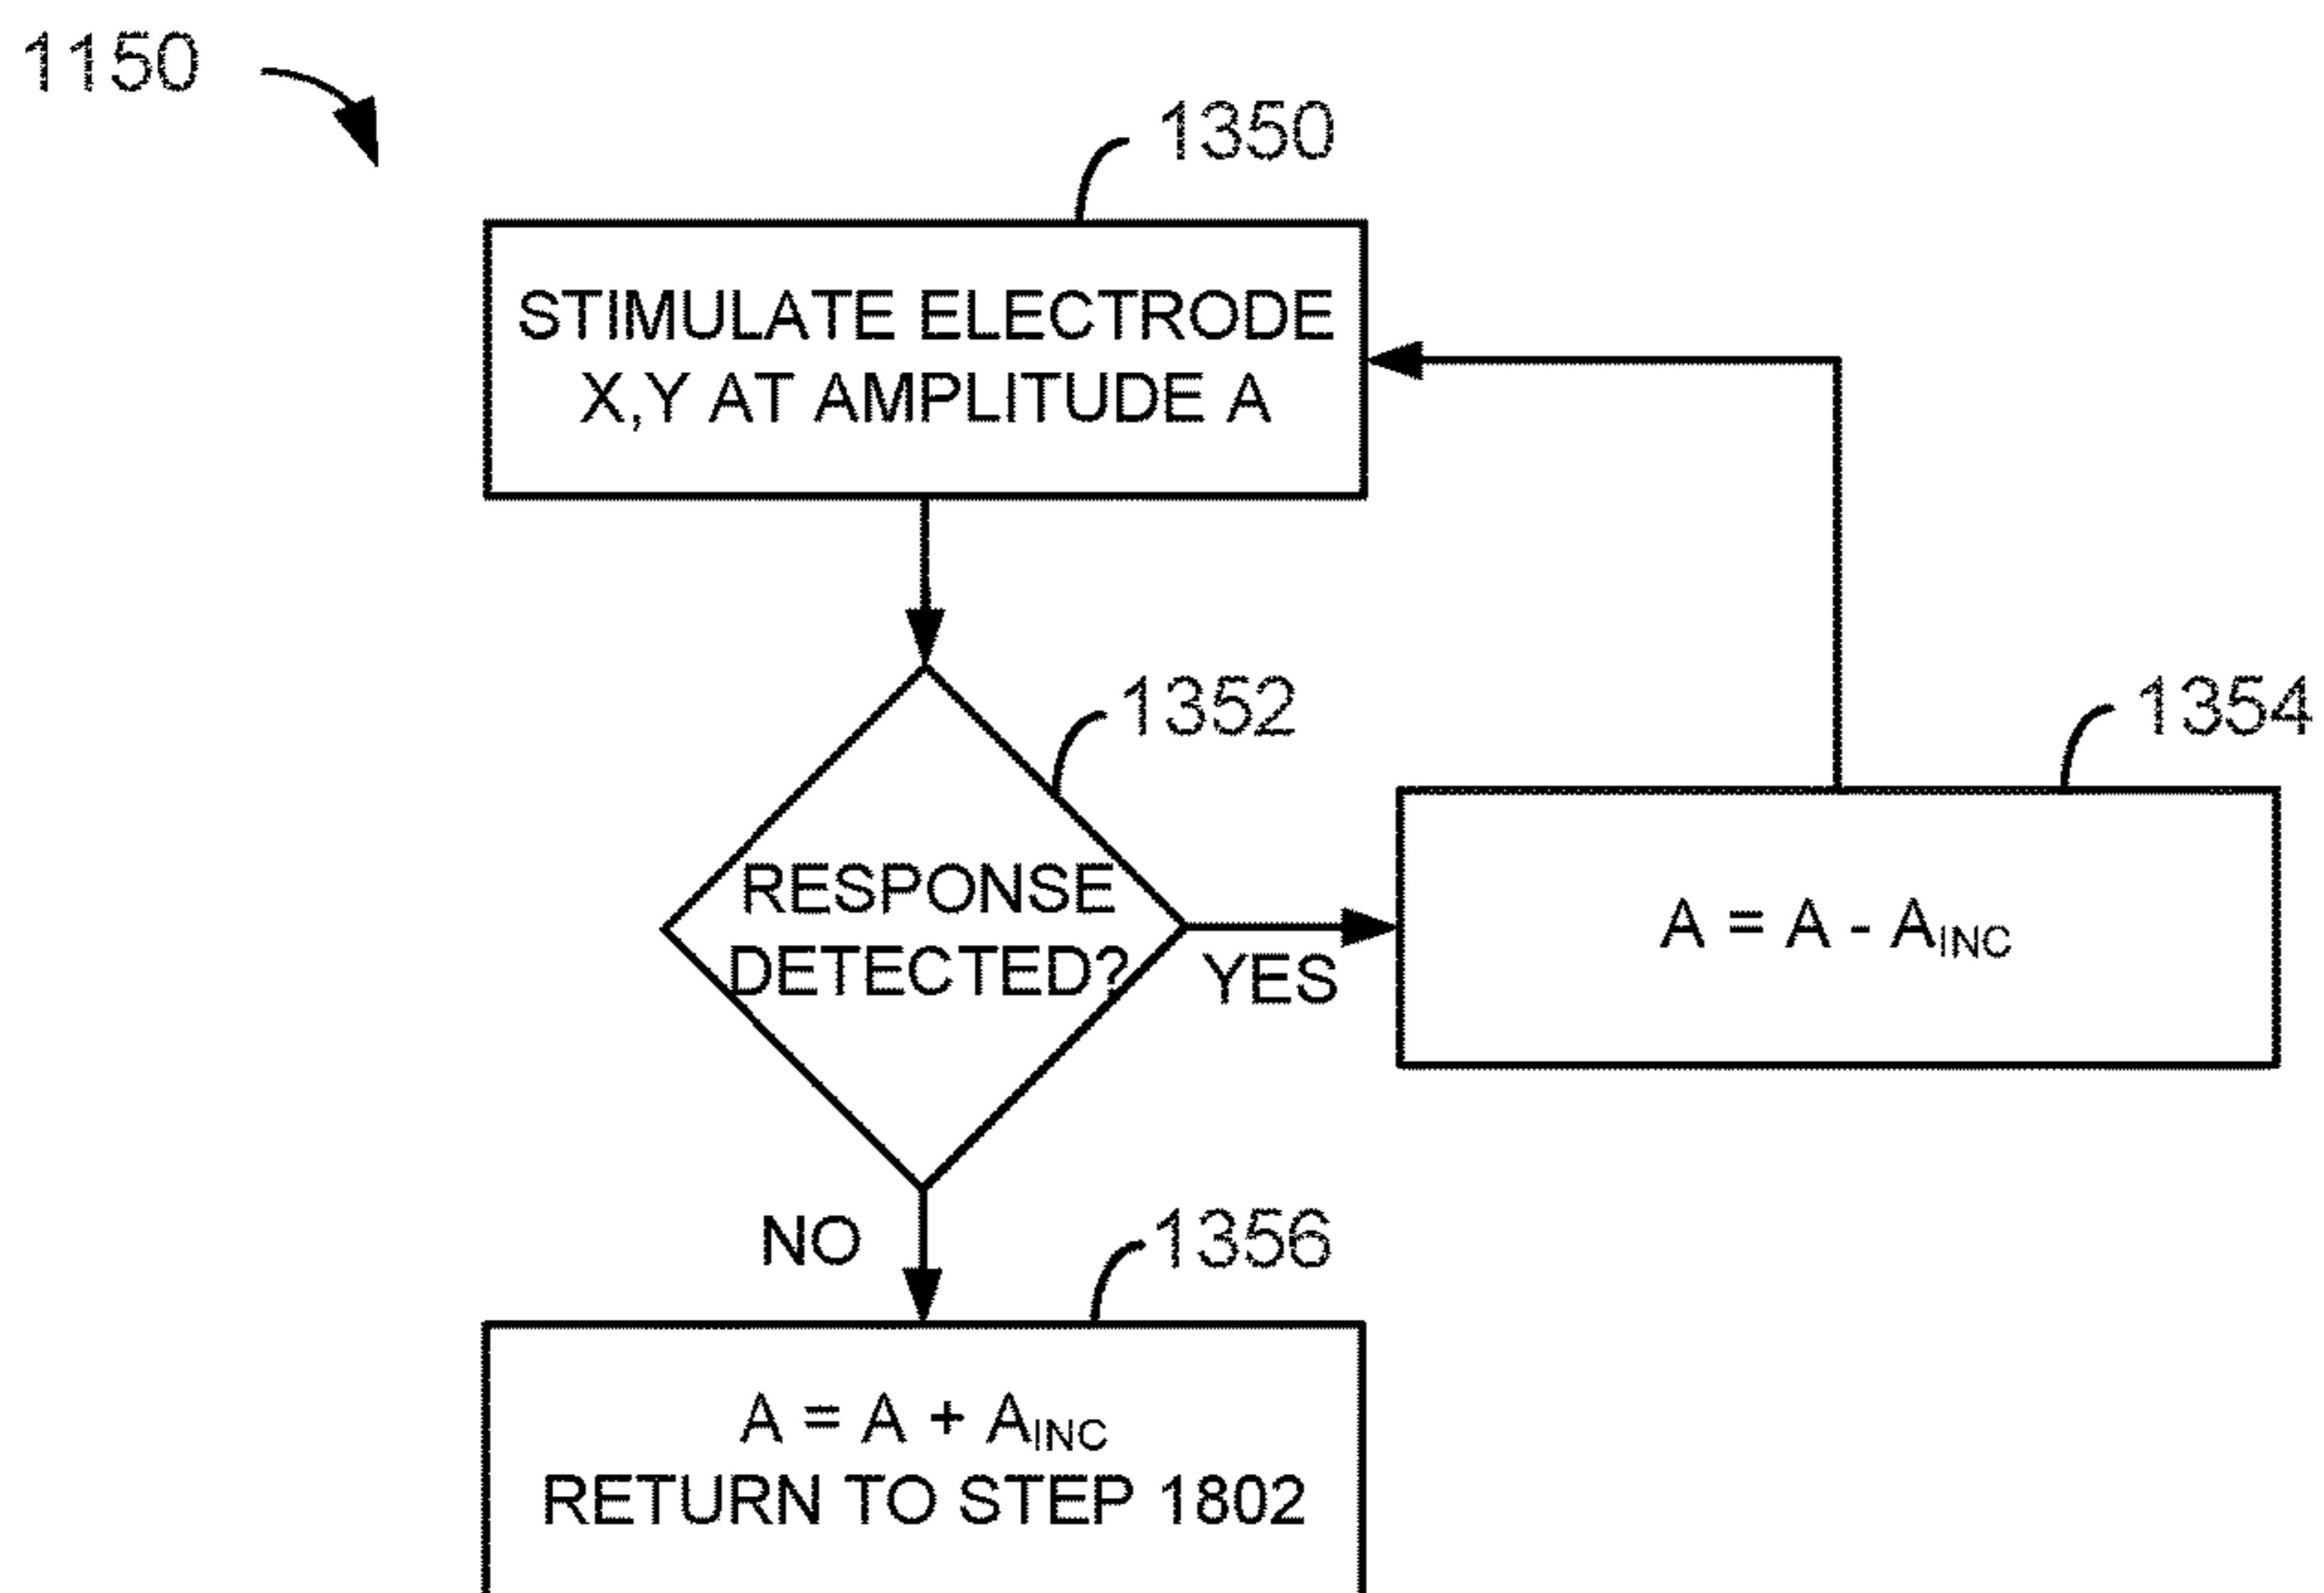 1150
1350
STIMULATE ELECTRODE
X,Y AT AMPLITUDE A
1352
1354
RESPONSE
DETECTED?
YES
A = A - AINC
NO
1356
A = A + AINC
RETURN TO STEP 1802